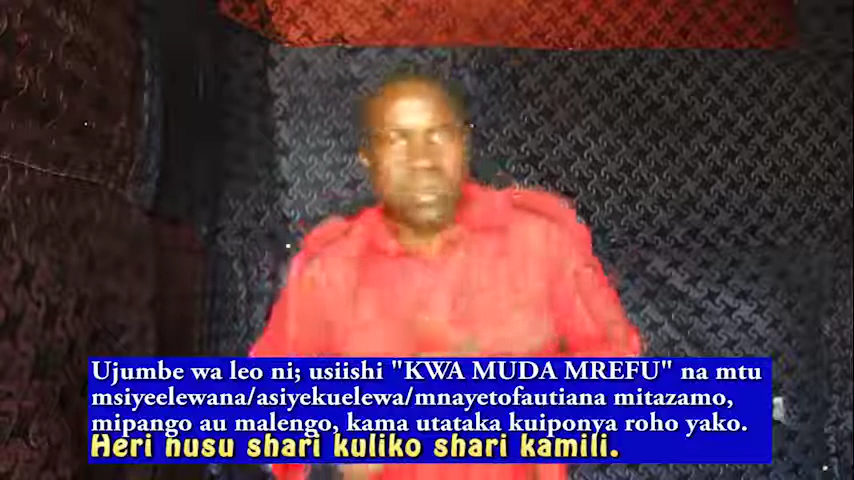 Ujumbe wa leo ni; usiishi "KWA MUDA MREFU" na mtu
msiyeelewana/asiyekuelewa/mnayetofautiana mitazamo,
mipango au malengo, kama utataka kuiponya roho yako.
Heri nusu shari kuliko shari kamili.